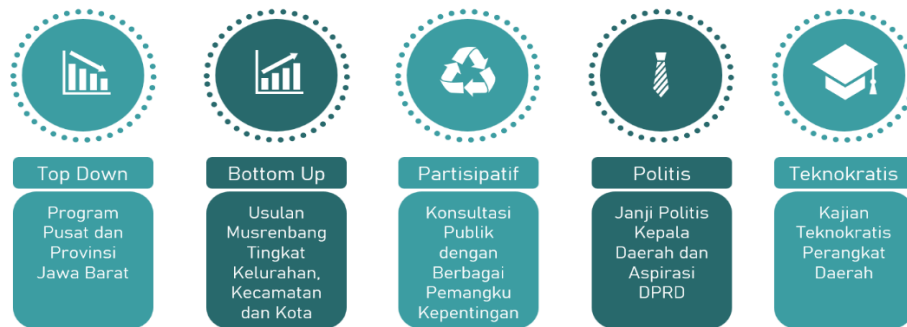 Top Down
Program
Pusat dan
Provinsi
Jawa Barat
Bottom Up
Usulan
Musrenbang
Tingkat
Kelurahan,
Kecamatan
dan Kota
Partisipatif
Konsultasi
Publik
dengan
Berbagai
Pemangku
Kepentingan
Politis
Janji Politis
Kepala
Daerah dan
Aspirasi
DPRD
Teknokratis
Kajian
Teknokratis
Perangkat
Daerah